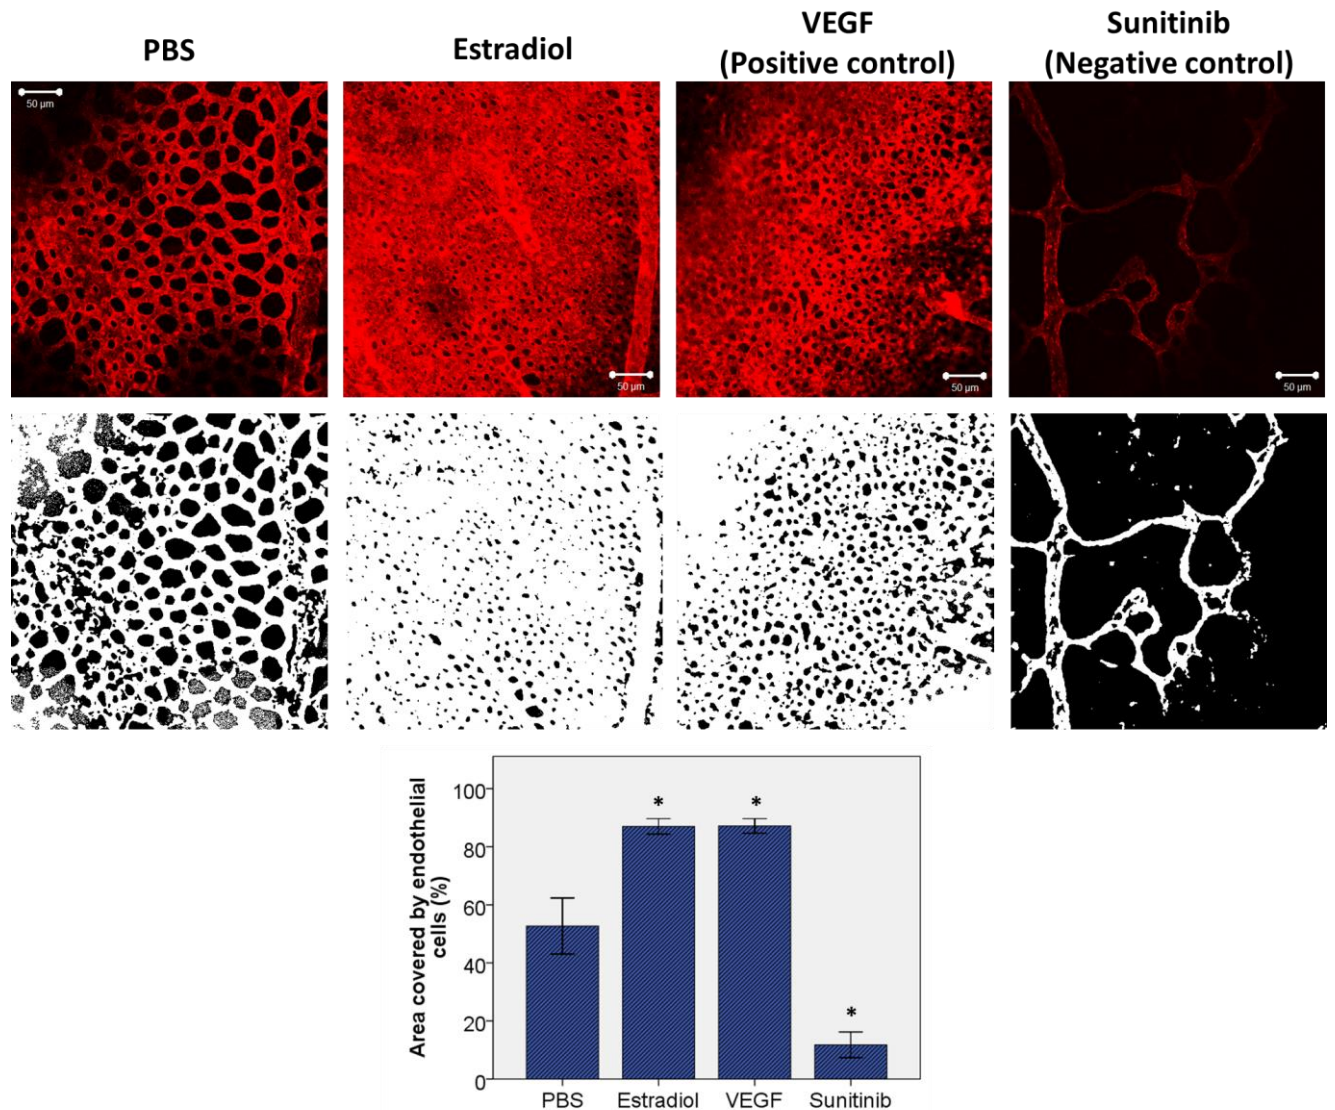 PBS
Estradiol
VEGF
(Positive control)
Sunitinib
(Negative control)
50 µm
50 µm
50 µm
50 µm
Area covered by endothelial
cells (%)
100
80
60
40
20
0
*
*
*
PBS
Estradiol
VEGF
Sunitinib